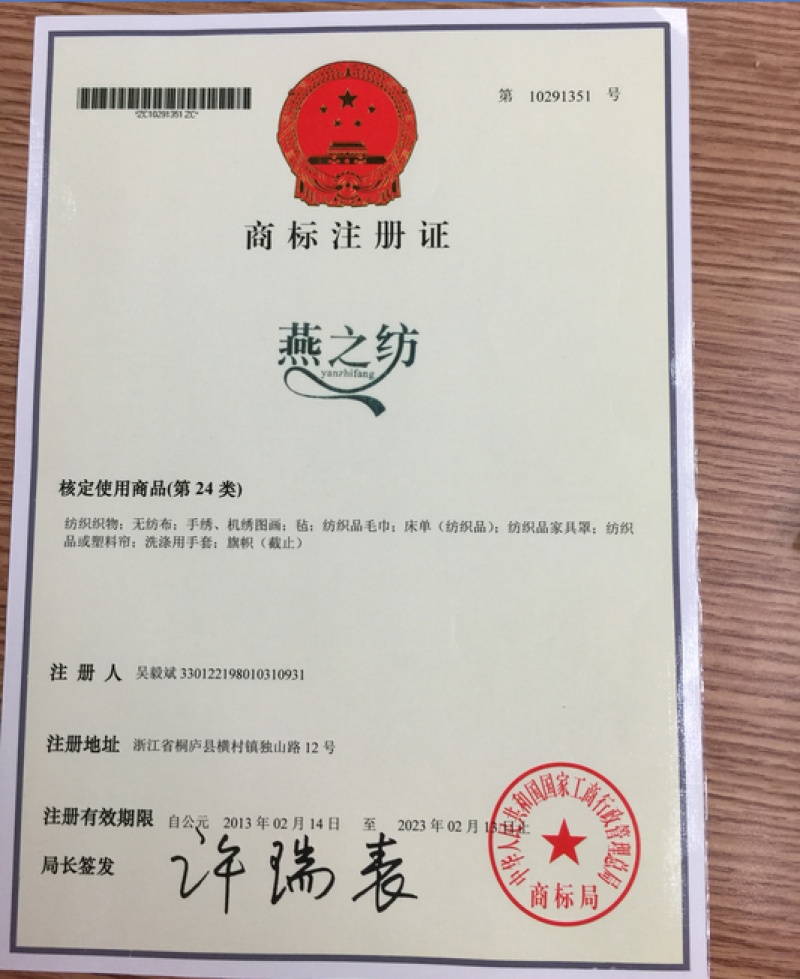 *ZC10291351ZC*
第 10291351 号
商标注册证
燕之纺
yanzhifang
核定使用商品(第 24 类)
纺织织物；无纺布；手绣、机绣图画；毡；纺织品毛巾；床单（纺织品）；纺织品家具罩；纺织
品或塑料帘；洗涤用手套；旗帜（截止）
注 册 人 吴毅斌 330122198010310931
注册地址 浙江省桐庐县横村镇独山路 12 号
注册有效期限 自公元 2013 年 02 月 14 日 至 2023 年 02 月 13 日止
局长签发 许瑞表
中华人民共和国国家工商行政管理总局
商标局